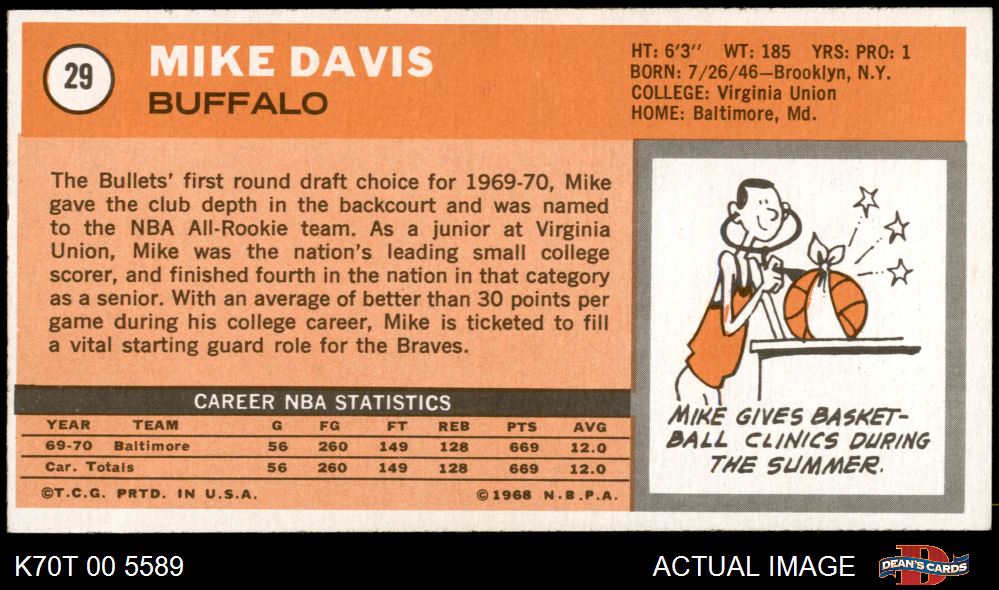 29
MIKE DAVIS
BUFFALO
HT: 6'3" WT: 185 YRS: PRO: 1
BORN: 7/26/46—Brooklyn, N.Y.
COLLEGE: Virginia Union
HOME: Baltimore, Md.
The Bullets' first round draft choice for 1969-70, Mike
gave the club depth in the backcourt and was named
to the NBA All-Rookie team. As a junior at Virginia
Union, Mike was the nation's leading small college
scorer, and finished fourth in the nation in that category
as a senior. With an average of better than 30 points per
game during his college career, Mike is ticketed to fill
a vital starting guard role for the Braves.
CAREER NBA STATISTICS
YEAR TEAM G FG FT REB PTS AVG
69-70 Baltimore 56 260 149 128 669 12.0
Car. Totals 56 260 149 128 669 12.0
©T.C.G. PRTD. IN U.S.A. ©1968 N.B.P.A.
MIKE GIVES BASKET-
BALL CLINICS DURING
THE SUMMER.
K70T 00 5589
ACTUAL IMAGE
D
DEAN'S CARDS